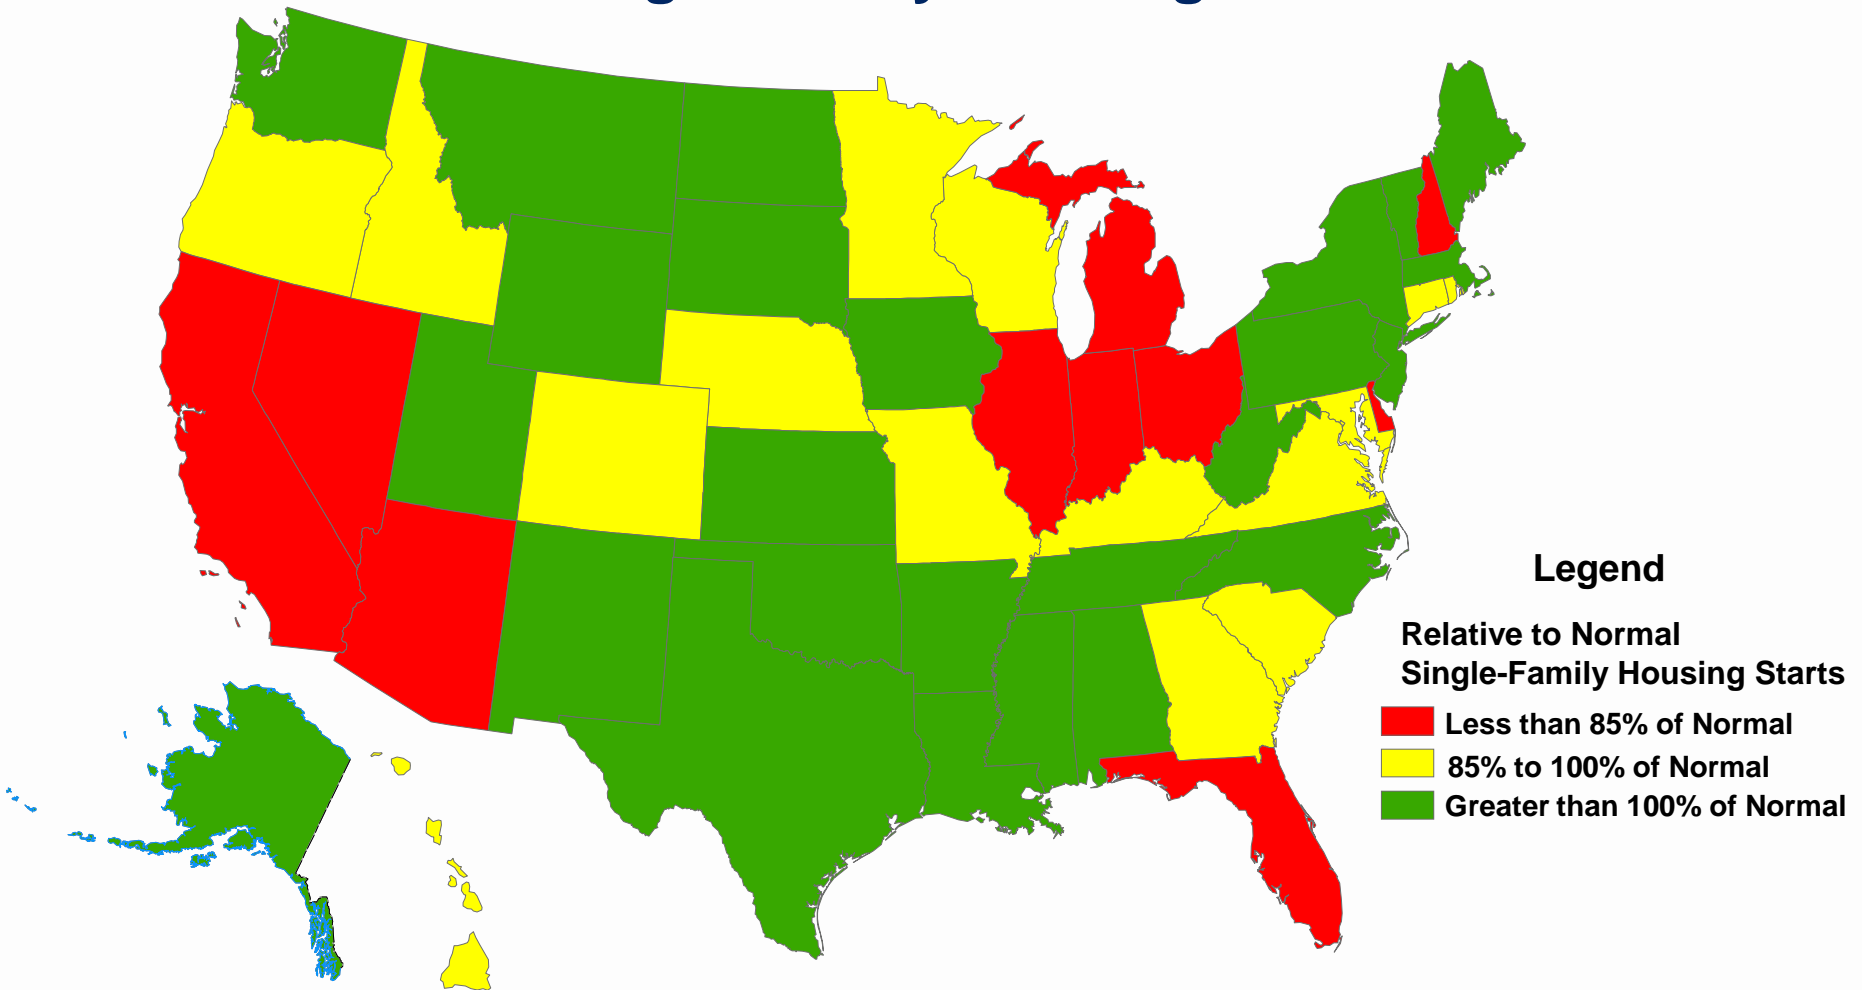 Legend
Relative to Normal
Single-Family Housing Starts
Less than 85% of Normal
85% to 100% of Normal
Greater than 100% of Normal